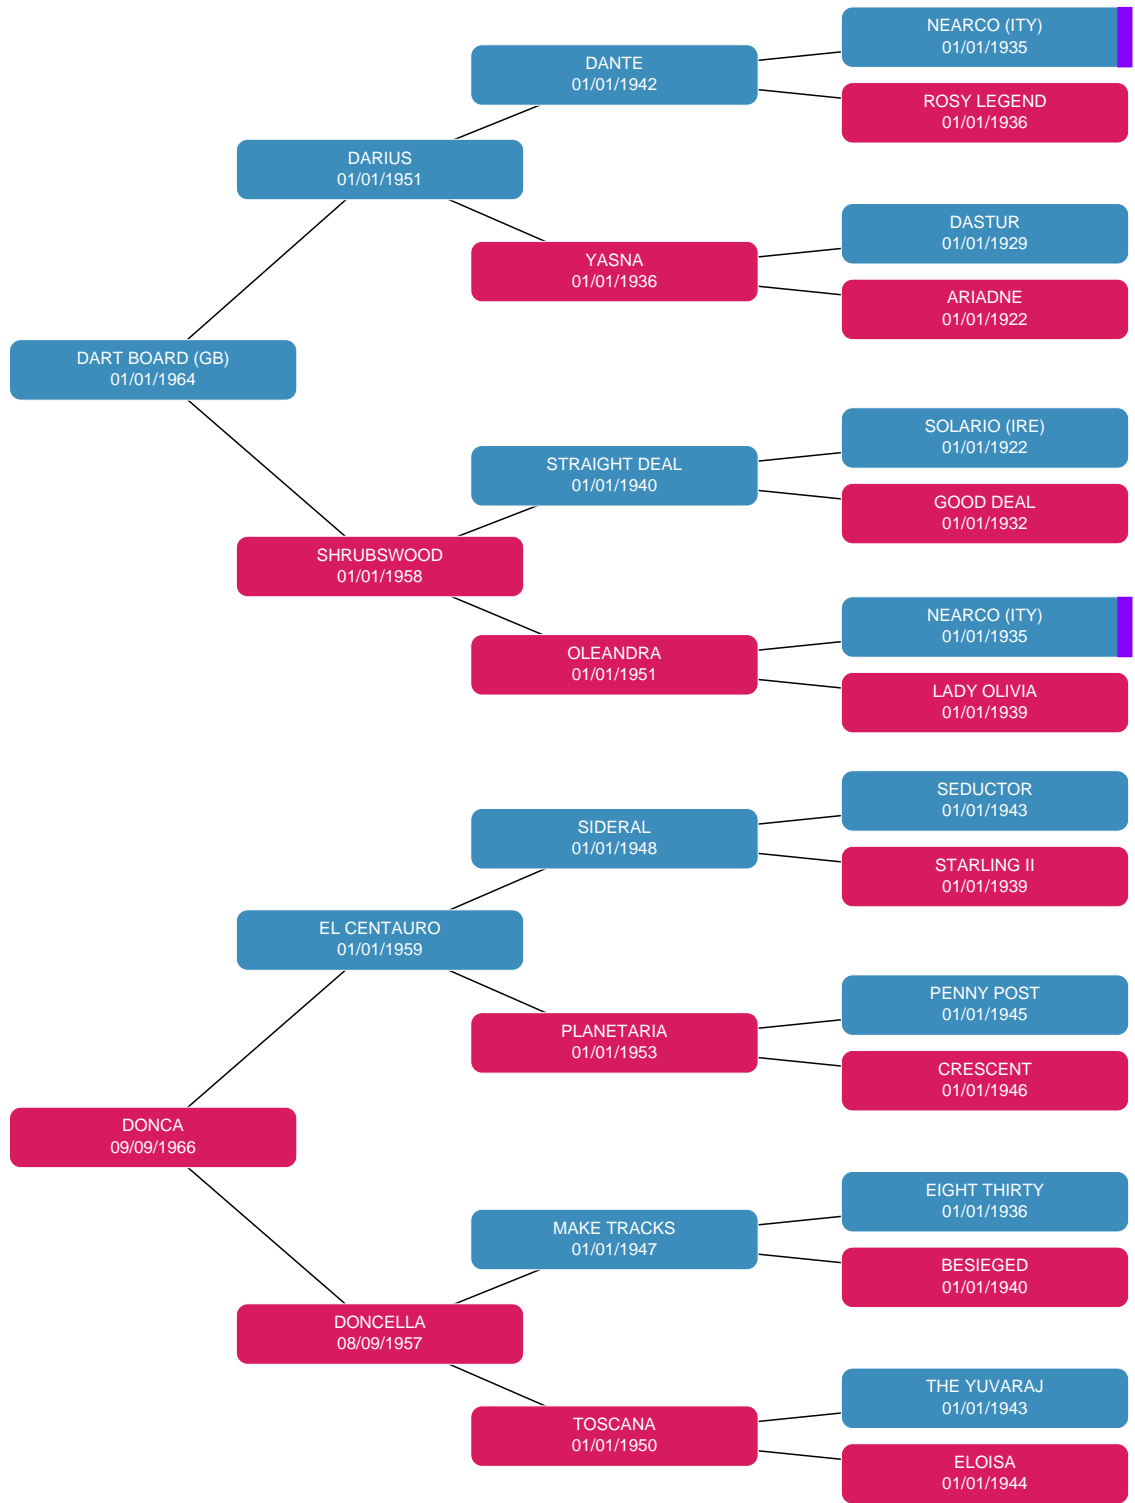 NEARCO (ITY)
01/01/1935
DANTE
01/01/1942
ROSY LEGEND
01/01/1936
DARIUS
01/01/1951
DASTUR
01/01/1929
YASNA
01/01/1936
ARIADNE
01/01/1922
DART BOARD (GB)
01/01/1964
SOLARIO (IRE)
01/01/1922
STRAIGHT DEAL
01/01/1940
GOOD DEAL
01/01/1932
SHRUBSWOOD
01/01/1958
NEARCO (ITY)
01/01/1935
OLEANDRA
01/01/1951
LADY OLIVIA
01/01/1939
SEDUCTOR
01/01/1943
SIDERAL
01/01/1948
STARLING II
01/01/1939
EL CENTAURO
01/01/1959
PENNY POST
01/01/1945
PLANETARIA
01/01/1953
CRESCENT
01/01/1946
DONCA
09/09/1966
EIGHT THIRTY
01/01/1936
MAKE TRACKS
01/01/1947
BESIEGED
01/01/1940
DONCELLA
08/09/1957
THE YUVARAJ
01/01/1943
TOSCANA
01/01/1950
ELOISA
01/01/1944